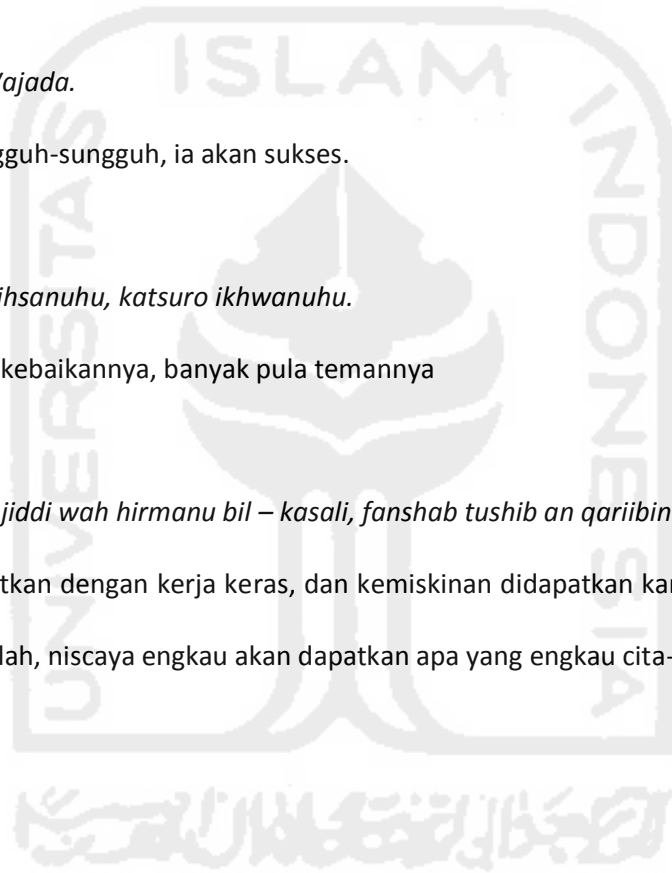 ajada.
gguh-sungguh, ia akan sukses.
ihsanuhu, katsuro ikhwanuhu.
kebaikannya, banyak pula temannya
jiddi wah hirmanu bil – kasali, fanshab tushib an qariibin
tkan dengan kerja keras, dan kemiskinan didapatkan kar
lah, niscaya engkau akan dapatkan apa yang engkau cita-
ISLAM
UNIVERSITAS
INDONESIA